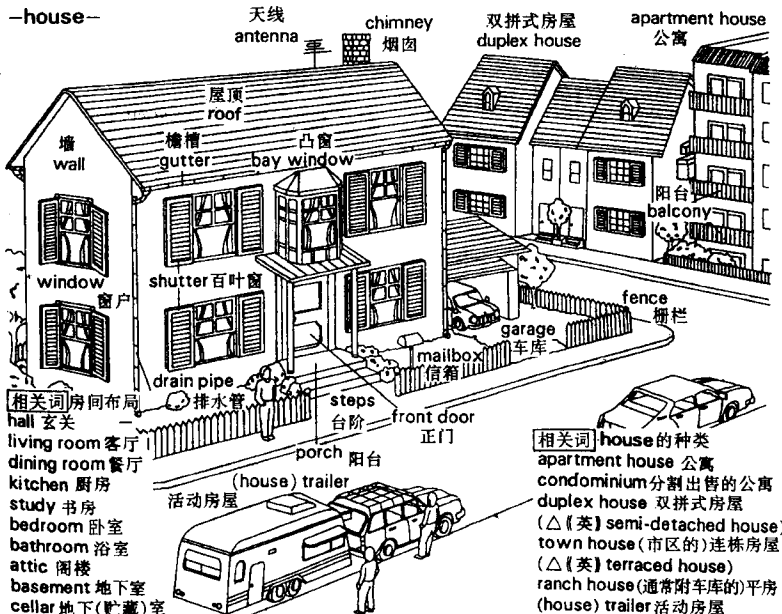 —house—
天线
antenna
chimney
烟囱
双拼式房屋
duplex house
apartment house
公寓
屋顶
roof
墙
wall
檐槽
gutter
凸窗
bay window
阳台
balcony
window
窗户
shutter百叶窗
fence
栅栏
garage
车库
mailbox
信箱
drain pipe
排水管
steps
台阶
front door
正门
porch 阳台
(house) trailer
活动房屋
相关词 房间布局
hall 玄关
living room 客厅
dining room 餐厅
kitchen 厨房
study 书房
bedroom 卧室
bathroom 浴室
attic 阁楼
basement 地下室
cellar 地下(贮藏)室
相关词 house的种类
apartment house 公寓
condominium分割出售的公寓
duplex house 双拼式房屋
(△《英》semi-detached house)
town house(市区的)连栋房屋
(△《英》terraced house)
ranch house(通常附车库的)平房
(house) trailer活动房屋